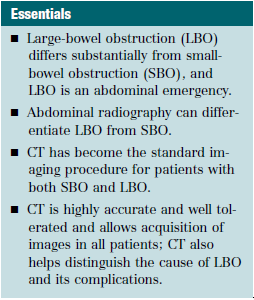 Essentials
■ Large-bowel obstruction (LBO)
differs substantially from small-
bowel obstruction (SBO), and
LBO is an abdominal emergency.
■ Abdominal radiography can differ-
entiate LBO from SBO.
■ CT has become the standard im-
aging procedure for patients with
both SBO and LBO.
■ CT is highly accurate and well tol-
erated and allows acquisition of
images in all patients; CT also
helps distinguish the cause of LBO
and its complications.